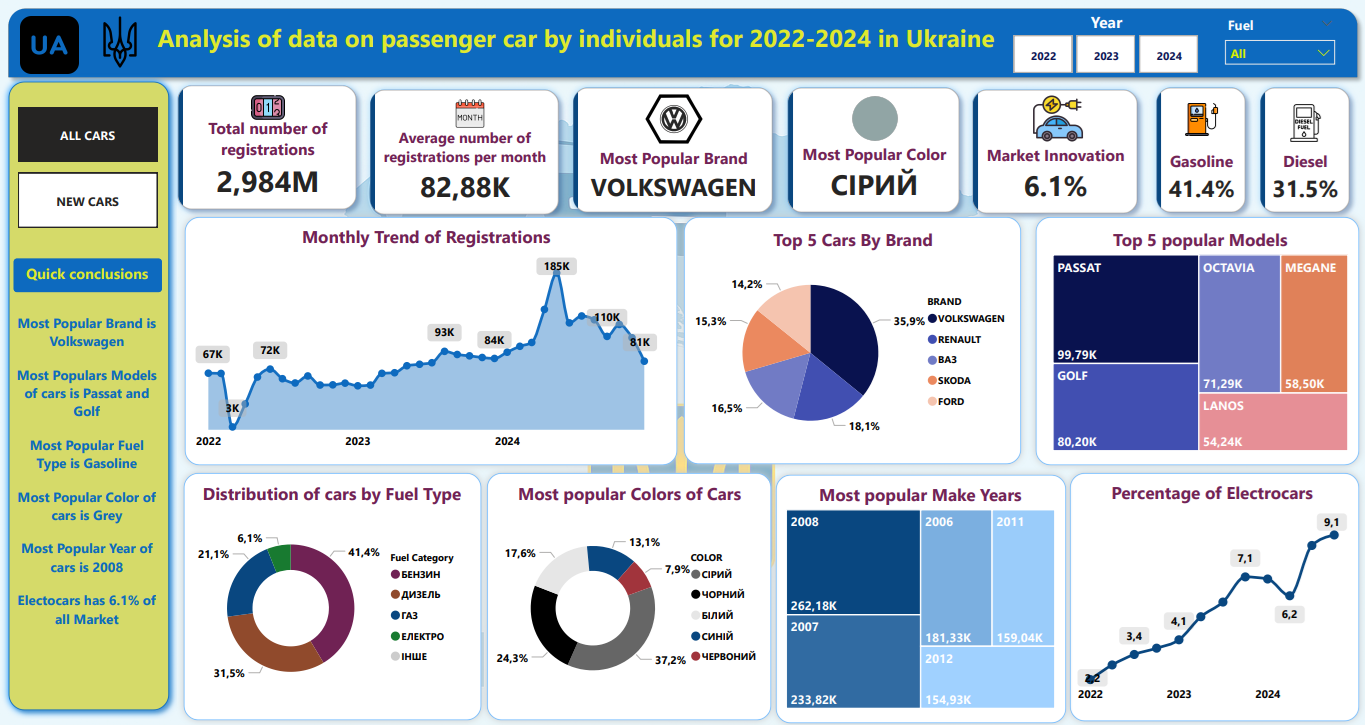 UA
Analysis of data on passenger car by individuals for 2022-2024 in Ukraine
Year
2022
2023
2024
Fuel
All
ALL CARS
NEW CARS
Quick conclusions
Most Popular Brand is
Volkswagen
Most Populars Models
of cars is Passat and
Golf
Most Popular Fuel
Type is Gasoline
Most Popular Color of
cars is Grey
Most Popular Year of
cars is 2008
Electocars has 6.1% of
all Market
Total number of
registrations
2,984M
MONTH
Average number of
registrations per month
82,88K
Most Popular Brand
VOLKSWAGEN
Most Popular Color
СІРИЙ
Market Innovation
6.1%
Gasoline
41.4%
DIESEL
FUEL
Diesel
31.5%
Monthly Trend of Registrations
67K
3K
72K
93K
84K
185K
110K
81K
2022
2023
2024
Top 5 Cars By Brand
14,2%
15,3%
16,5%
18,1%
35,9%
BRAND
VOLKSWAGEN
RENAULT
ВАЗ
SKODA
FORD
Top 5 popular Models
PASSAT
99,79K
GOLF
80,20K
OCTAVIA
71,29K
MEGANE
58,50K
LANOS
54,24K
Distribution of cars by Fuel Type
6,1%
21,1%
41,4%
31,5%
Fuel Category
БЕНЗИН
ДИЗЕЛЬ
ГАЗ
ЕЛЕКТРО
ІНШЕ
Most popular Colors of Cars
17,6%
13,1%
7,9%
24,3%
37,2%
COLOR
СІРИЙ
ЧОРНИЙ
БІЛИЙ
СИНІЙ
ЧЕРВОНИЙ
Most popular Make Years
2008
262,18K
2007
233,82K
2006
181,33K
2011
159,04K
2012
154,93K
Percentage of Electrocars
2,2
3,4
4,1
7,1
6,2
9,1
2022
2023
2024